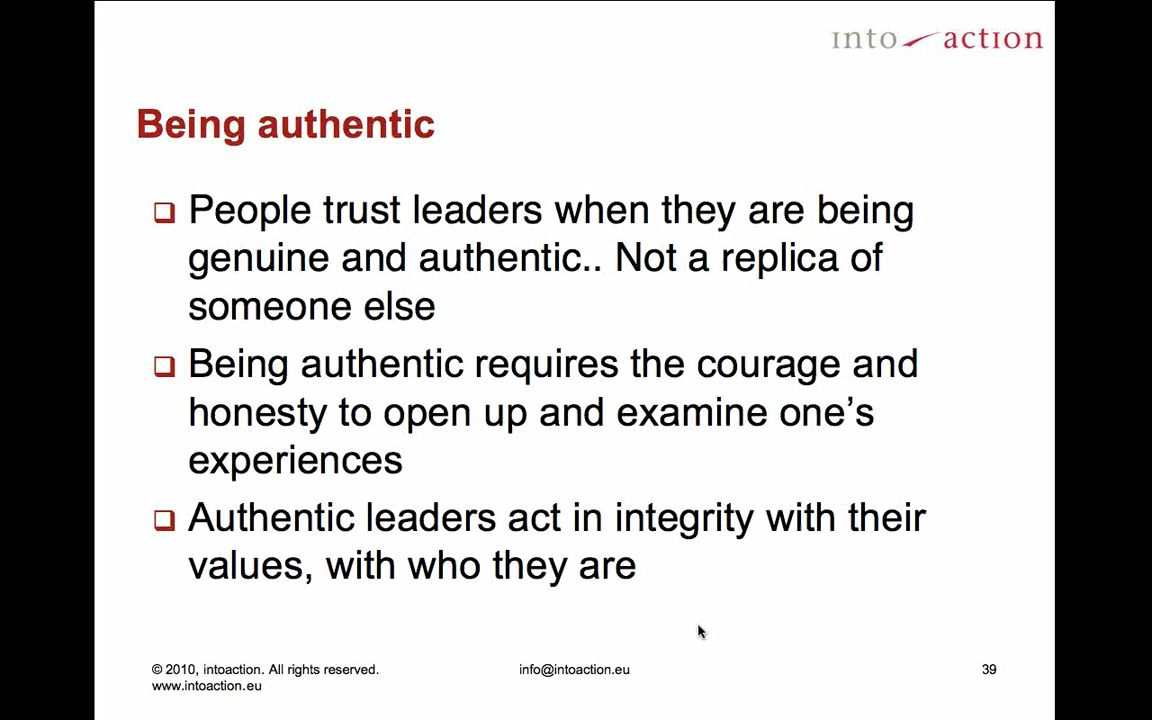 into action
Being authentic
People trust leaders when they are being
genuine and authentic.. Not a replica of
someone else
Being authentic requires the courage and
honesty to open up and examine one’s
experiences
Authentic leaders act in integrity with their
values, with who they are
© 2010, intoaction. All rights reserved.
www.intoaction.eu
info@intoaction.eu
39